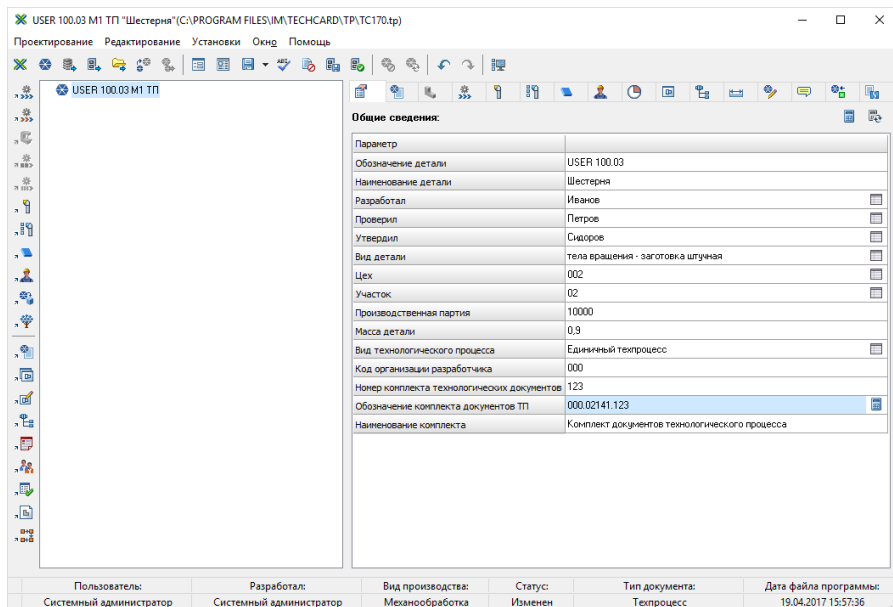 USER 100.03 М1 ТП "Шестерня"(C:\PROGRAM FILES\IM\TECHCARD\TP\TC170.tp)
Проектирование Редактирование Установки Окно Помощь
USER 100.03 М1 ТП
Общие сведения:
Параметр
Обозначение детали USER 100.03
Наименование детали Шестерня
Разработал Иванов
Проверил Петров
Утвердил Сидоров
Вид детали тела вращения - заготовка штучная
Цех 002
Участок 02
Производственная партия 10000
Масса детали 0,9
Вид технологического процесса Единичный техпроцесс
Код организации разработчика 000
Номер комплекта технологических документов 123
Обозначение комплекта документов ТП 000.02141.123
Наименование комплекта Комплект документов технологического процесса
Пользователь: Разработал: Вид производства: Статус: Тип документа: Дата файла программы:
Системный администратор Системный администратор Механообработка Изменен Техпроцесс 19.04.2017 15:57:36